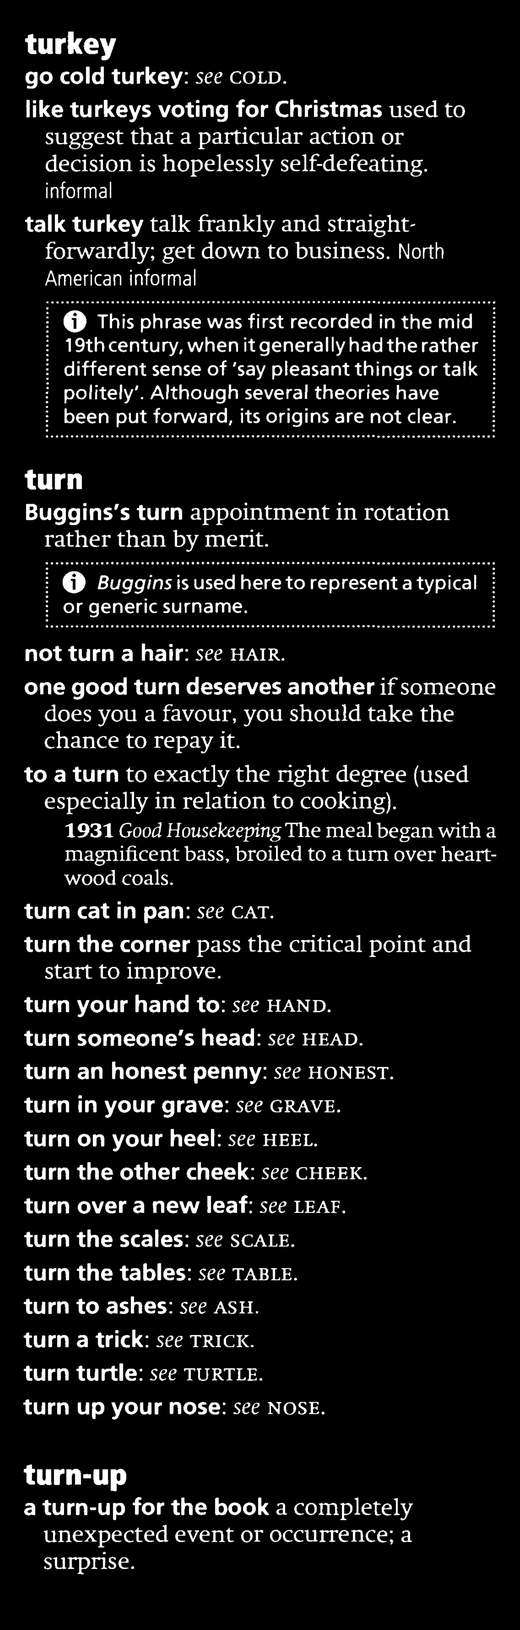 turkey
go cold turkey: see COLD.
like turkeys voting for Christmas used to
suggest that a particular action or
decision is hopelessly self-defeating.
informal
talk turkey talk frankly and straight-
forwardly; get down to business. North
American informal
This phrase was first recorded in the mid
19th century, when it generally had the rather
different sense of 'say pleasant things or talk
politely'. Although several theories have
been put forward, its origins are not clear.
turn
Buggins's turn appointment in rotation
rather than by merit.
Buggins is used here to represent a typical
or generic surname.
not turn a hair: see HAIR.
one good turn deserves another if someone
does you a favour, you should take the
chance to repay it.
to a turn to exactly the right degree (used
especially in relation to cooking).
1931 Good Housekeeping The meal began with a
magnificent bass, broiled to a turn over heart-
wood coals.
turn cat in pan: see CAT.
turn the corner pass the critical point and
start to improve.
turn your hand to: see HAND.
turn someone's head: see HEAD.
turn an honest penny: see HONEST.
turn in your grave: see GRAVE.
turn on your heel: see HEEL.
turn the other cheek: see CHEEK.
turn over a new leaf: see LEAF.
turn the scales: see SCALE.
turn the tables: see TABLE.
turn to ashes: see ASH.
turn a trick: see TRICK.
turn turtle: see TURTLE.
turn up your nose: see NOSE.
turn-up
a turn-up for the book a completely
unexpected event or occurrence; a
surprise.